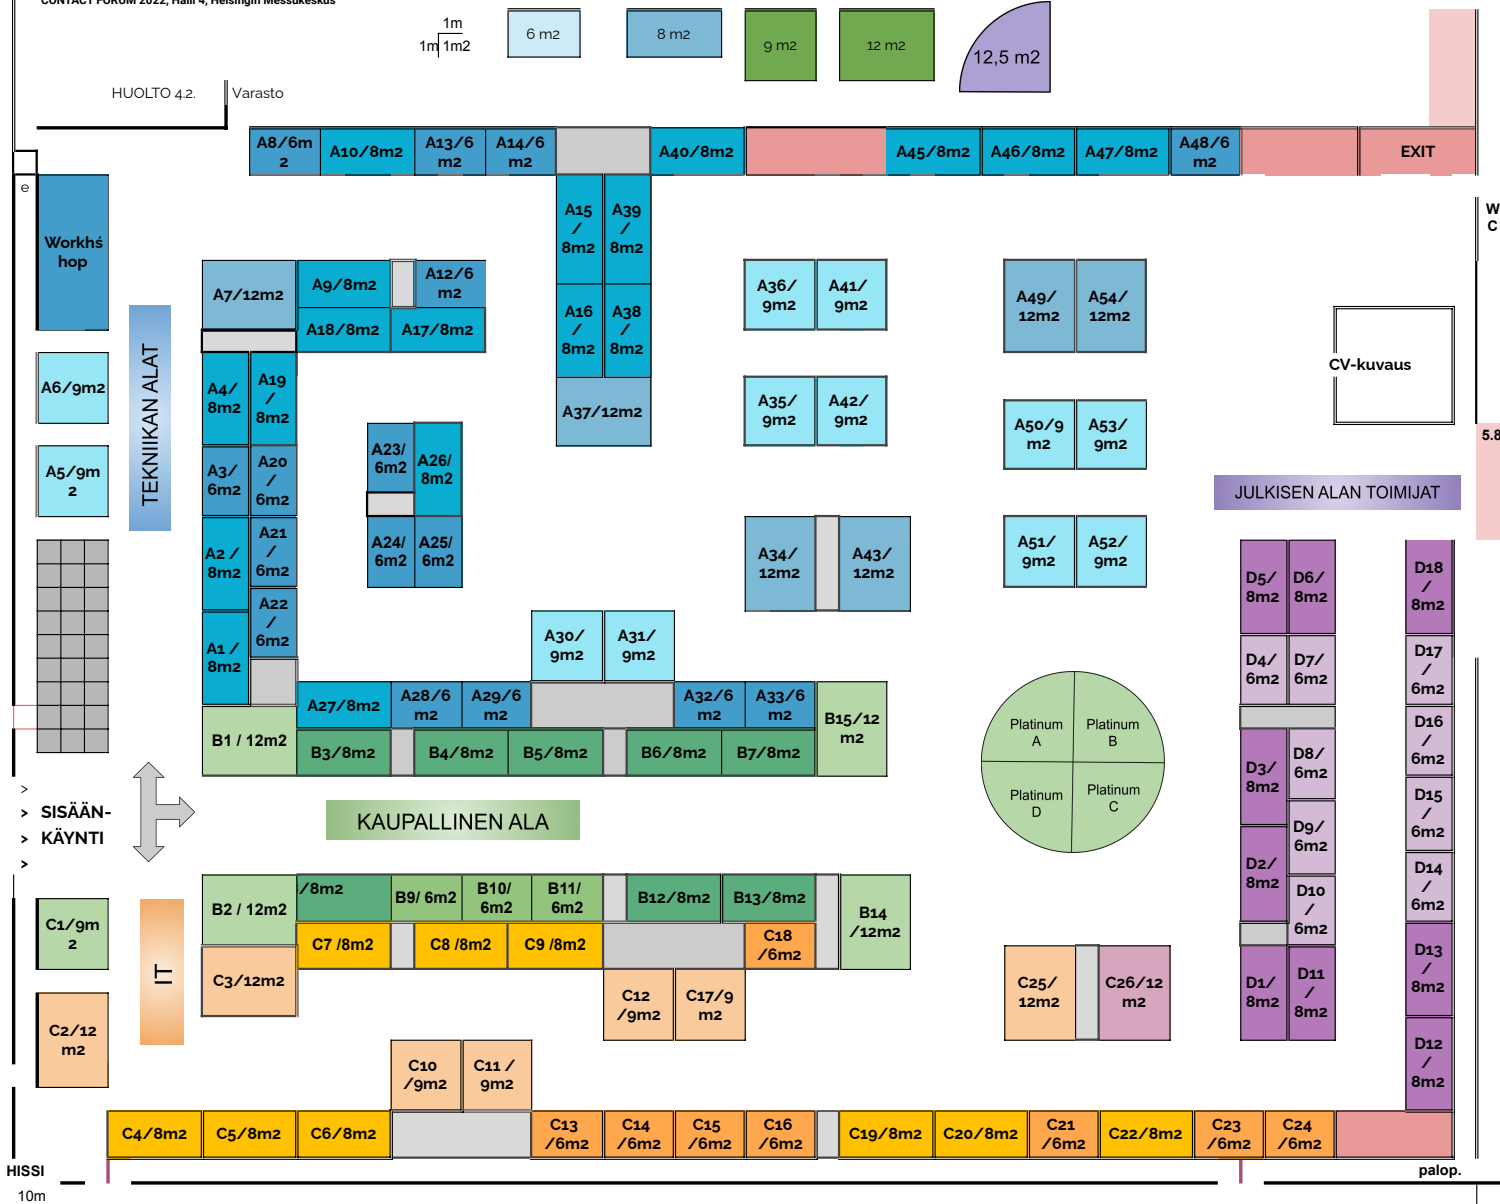 CONTACT FORUM 2022, Halli 4, Helsingin Messukeskus
1m
1m 1m2
6 m2
8 m2
9 m2
12 m2
12,5 m2
HUOLTO 4.2.
Varasto
A8/6m
2
A10/8m2
A13/6
m2
A14/6
m2
A40/8m2
A45/8m2
A46/8m2
A47/8m2
A48/6
m2
EXIT
e
W
C
Workhś
hop
A15
/
8m2
A39
/
8m2
A7/12m2
A9/8m2
A12/6
m2
A18/8m2
A17/8m2
A16
/
8m2
A38
/
8m2
A36/
9m2
A41/
9m2
A49/
12m2
A54/
12m2
CV-kuvaus
TEKNIIKAN ALAT
A6/9m2
A4/
8m2
A19
/
8m2
A37/12m2
A35/
9m2
A42/
9m2
A50/9
m2
A53/
9m2
5.8
A5/9m
2
A3/
6m2
A20
/
6m2
A23/
6m2
A26/
8m2
JULKISEN ALAN TOIMIJAT
A2 /
8m2
A21
/
6m2
A24/
6m2
A25/
6m2
A34/
12m2
A43/
12m2
A51/
9m2
A52/
9m2
D5/
8m2
D6/
8m2
D18
/
8m2
A1 /
8m2
A22
/
6m2
A30/
9m2
A31/
9m2
D4/
6m2
D7/
6m2
D17
/
6m2
A27/8m2
A28/6
m2
A29/6
m2
A32/6
m2
A33/6
m2
B15/12
m2
B1 / 12m2
B3/8m2
B4/8m2
B5/8m2
B6/8m2
B7/8m2
Platinum
A
Platinum
B
Platinum
D
Platinum
C
D3/
8m2
D8/
6m2
D16
/
6m2
>
> SISÄÄN-
> KÄYNTI
>
KAUPALLINEN ALA
D2/
8m2
D9/
6m2
D15
/
6m2
D10
/
6m2
D14
/
6m2
C1/9m
2
B2 / 12m2
/8m2
B9/ 6m2
B10/
6m2
B11/
6m2
B12/8m2
B13/8m2
B14
/12m2
IT
C7 /8m2
C8 /8m2
C9 /8m2
C18
/6m2
C3/12m2
C12
/9m2
C17/9
m2
C25/
12m2
C26/12
m2
D1/
8m2
D11
/
8m2
D13
/
8m2
C2/12
m2
C10
/9m2
C11 /
9m2
D12
/
8m2
C4/8m2
C5/8m2
C6/8m2
C13
/6m2
C14
/6m2
C15
/6m2
C16
/6m2
C19/8m2
C20/8m2
C21
/6m2
C22/8m2
C23
/6m2
C24
/6m2
HISSI
palop.
10m